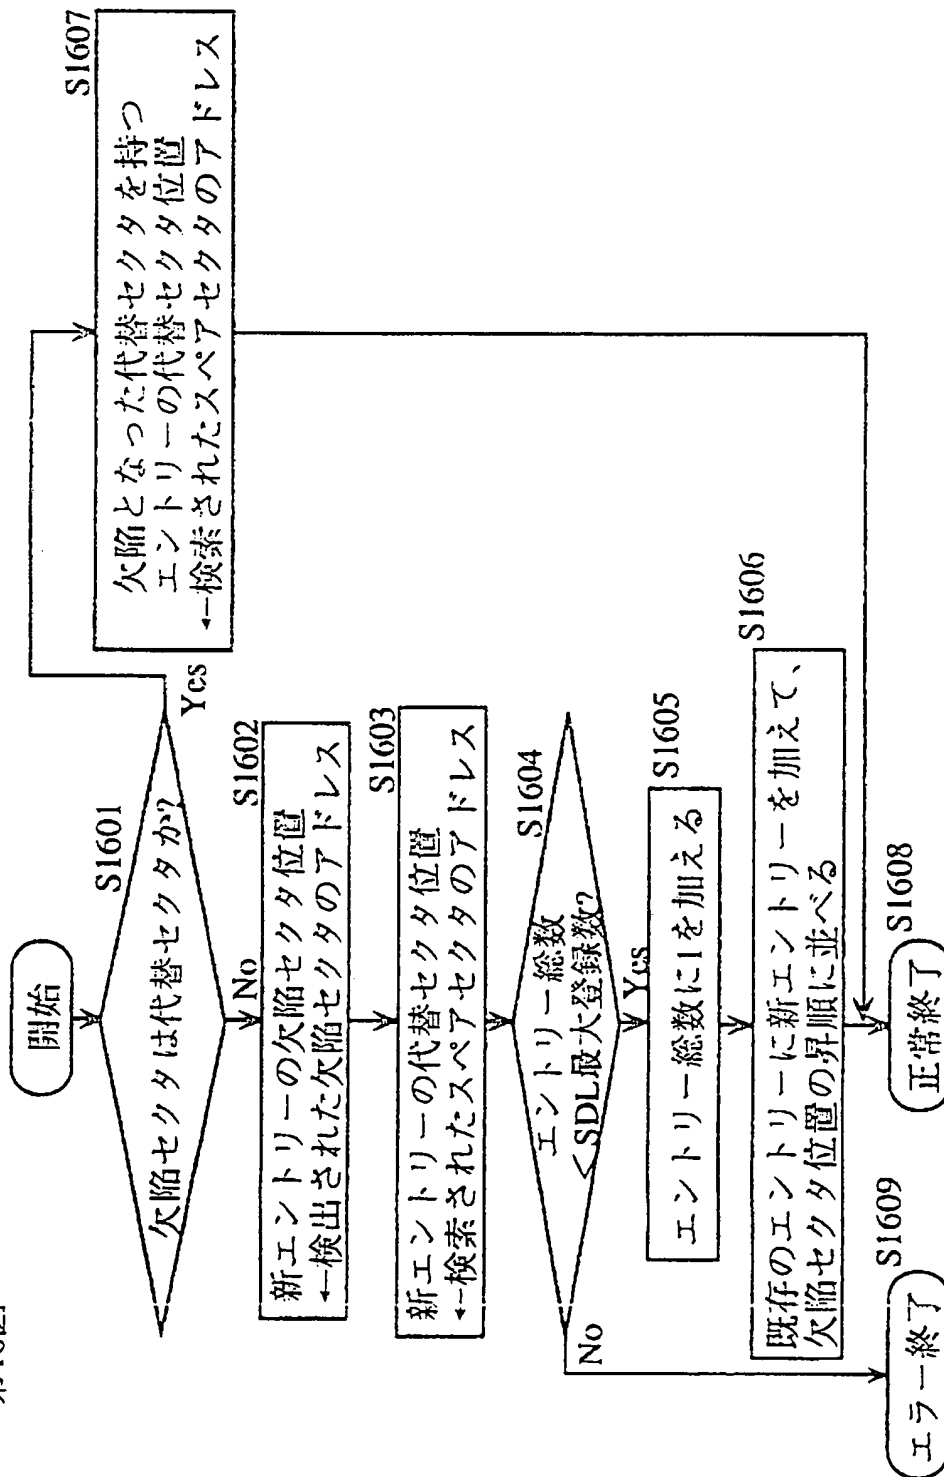 開始
S1601
欠陥セクタは代替セクタか?
Yes
No
S1607
欠陥となった代替セクタを持つ
エントリーの代替セクタ位置
←検索されたスペアセクタのアドレス
S1602
新エントリーの欠陥セクタ位置
←検出された欠陥セクタのアドレス
S1603
新エントリーの代替セクタ位置
←検索されたスペアセクタのアドレス
S1604
エントリー総数
<SDL最大登録数?
No
Yes
S1605
エントリー総数に1を加える
S1606
既存のエントリーに新エントリーを加えて、
欠陥セクタ位置の昇順に並べる
S1608
正常終了
S1609
エラー終了